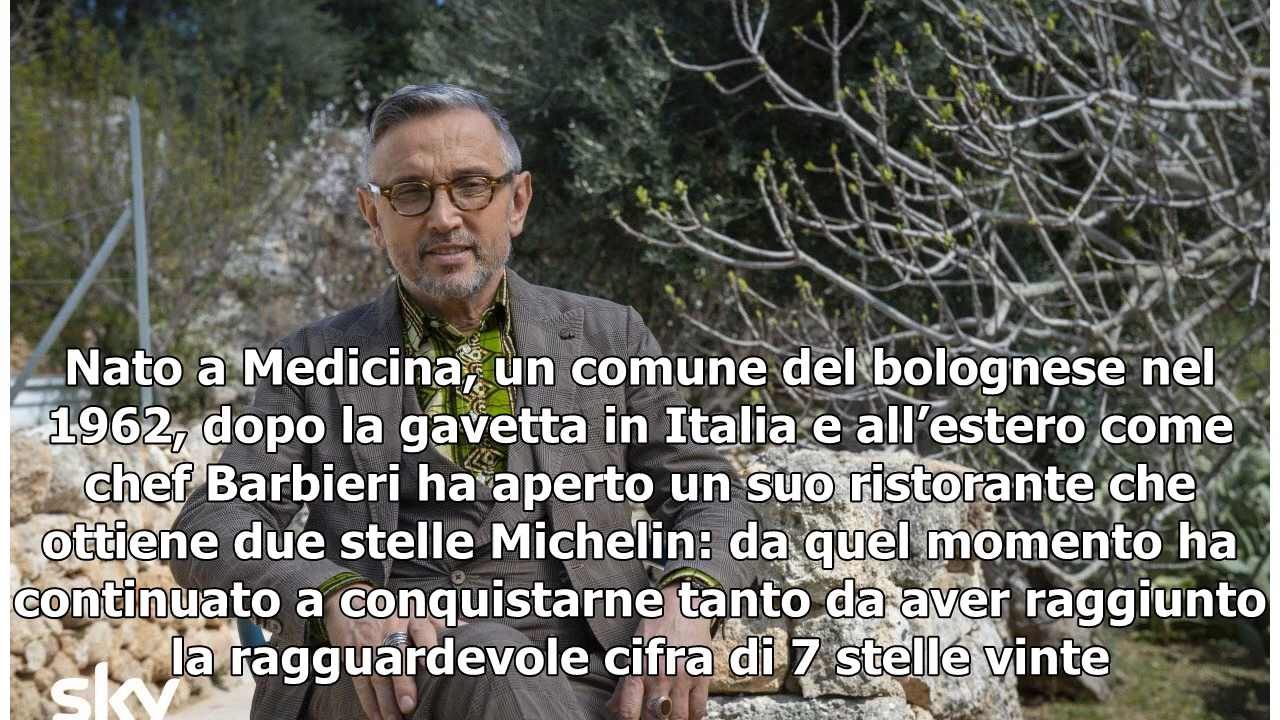 Nato a Medicina, un comune del bolognese nel
1962, dopo la gavetta in Italia e all’estero come
chef Barbieri ha aperto un suo ristorante che
ottiene due stelle Michelin: da quel momento ha
continuato a conquistarne tanto da aver raggiunto
la ragguardevole cifra di 7 stelle vinte
sky